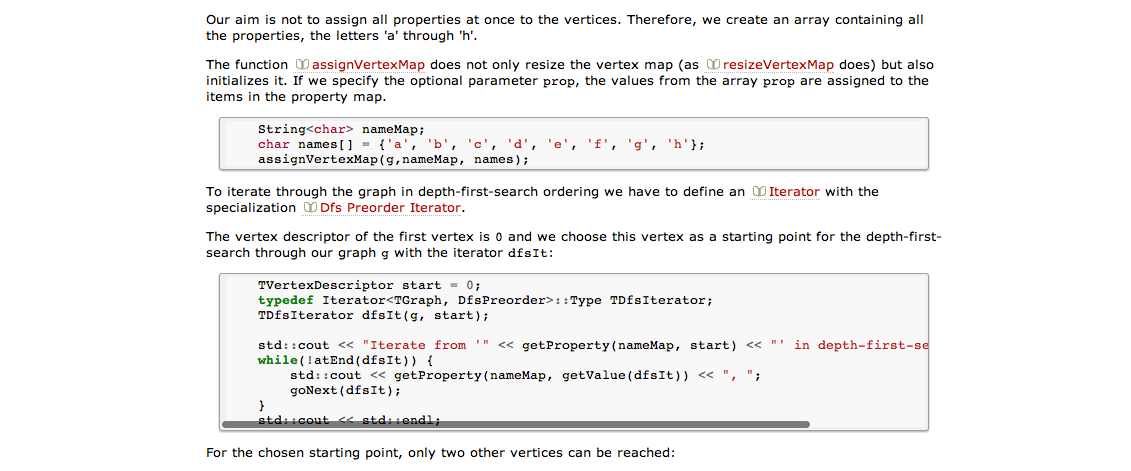 Our aim is not to assign all properties at once to the vertices. Therefore, we create an array containing all
the properties, the letters 'a' through 'h'.
The function assignVertexMap does not only resize the vertex map (as resizeVertexMap does) but also
initializes it. If we specify the optional parameter prop, the values from the array prop are assigned to the
items in the property map.
String<char> nameMap;
char names[] = {'a', 'b', 'c', 'd', 'e', 'f', 'g', 'h'};
assignVertexMap(g,nameMap, names);
To iterate through the graph in depth-first-search ordering we have to define an Iterator with the
specialization Dfs Preorder Iterator.
The vertex descriptor of the first vertex is 0 and we choose this vertex as a starting point for the depth-first-
search through our graph g with the iterator dfsIt:
TVertexDescriptor start = 0;
typedef Iterator<TGraph, DfsPreorder>::Type TDfsIterator;
TDfsIterator dfsIt(g, start);
std::cout << "Iterate from '" << getProperty(nameMap, start) << "' in depth-first-se
while(!atEnd(dfsIt)) {
    std::cout << getProperty(nameMap, getValue(dfsIt)) << ", ";
    goNext(dfsIt);
}
std::cout << std::endl;
For the chosen starting point, only two other vertices can be reached: